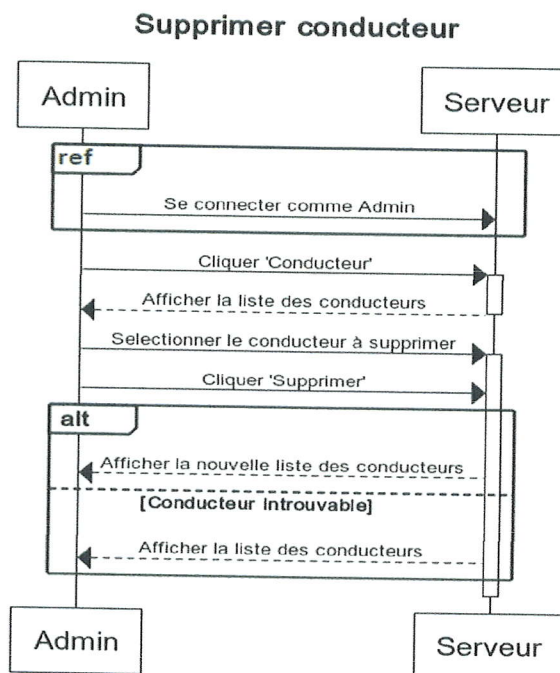 Supprimer conducteur
Admin
Serveur
ref
Se connecter comme Admin
Cliquer 'Conducteur'
Afficher la liste des conducteurs
Selectionner le conducteur à supprimer
Cliquer 'Supprimer'
alt
Afficher la nouvelle liste des conducteurs
[Conducteur Introuvable]
Afficher la liste des conducteurs
Admin
Serveur